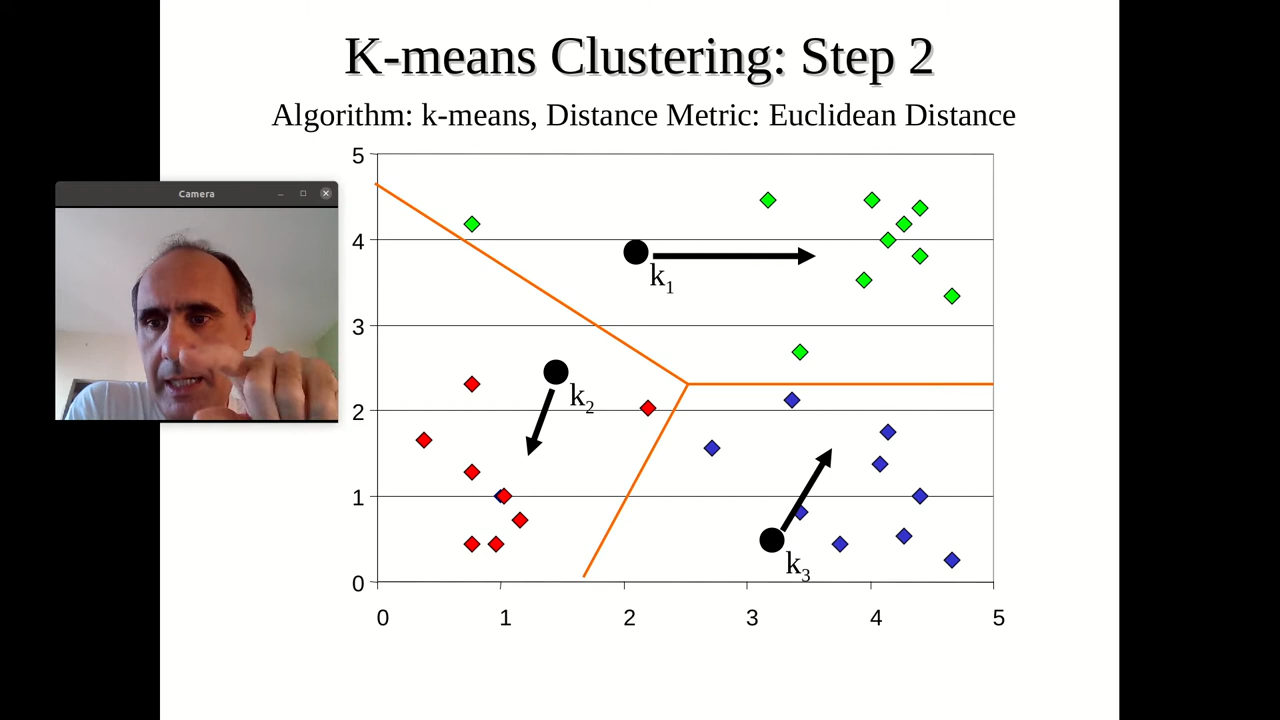 K-means Clustering: Step 2
Algorithm: k-means, Distance Metric: Euclidean Distance
Camera
5
4
3
2
1
0
k1
k2
k3
0 1 2 3 4 5